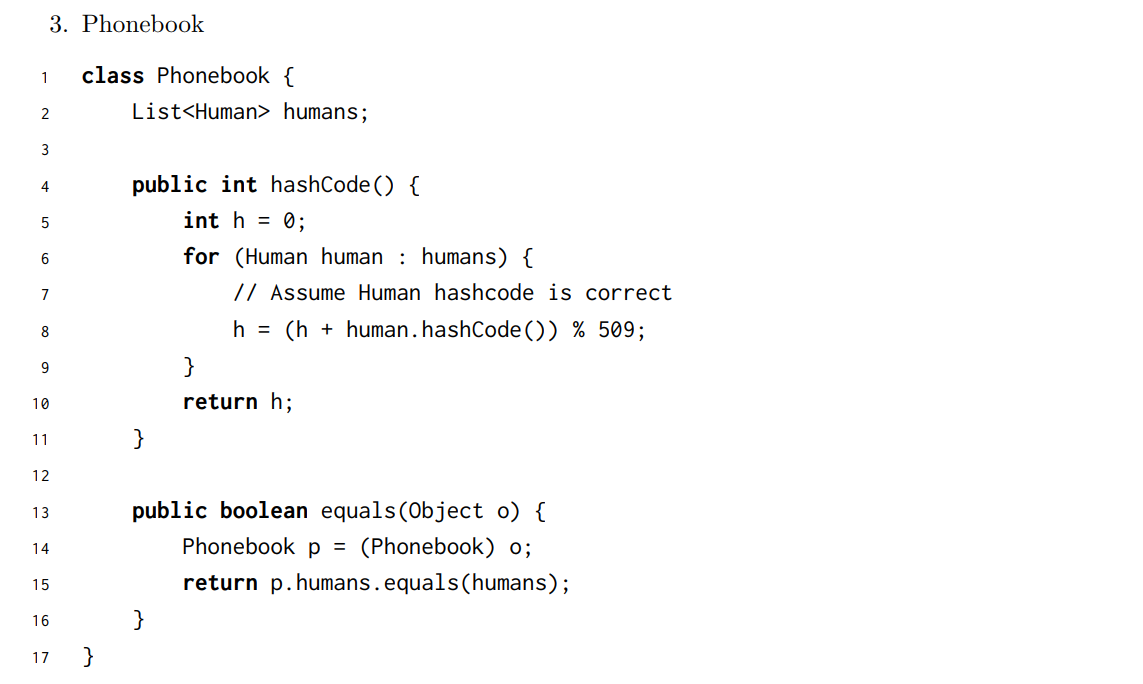 3. Phonebook
1 class Phonebook {
2     List<Human> humans;
3
4     public int hashCode() {
5         int h = 0;
6         for (Human human : humans) {
7             // Assume Human hashcode is correct
8             h = (h + human.hashCode()) % 509;
9         }
10         return h;
11     }
12
13     public boolean equals(Object o) {
14         Phonebook p = (Phonebook) o;
15         return p.humans.equals(humans);
16     }
17 }